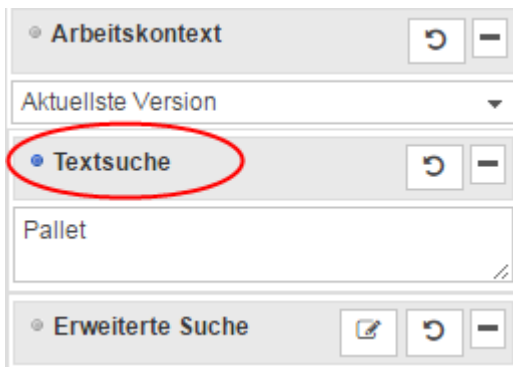 Arbeitskontext
Aktuellste Version
Textsuche
Pallet
Erweiterte Suche